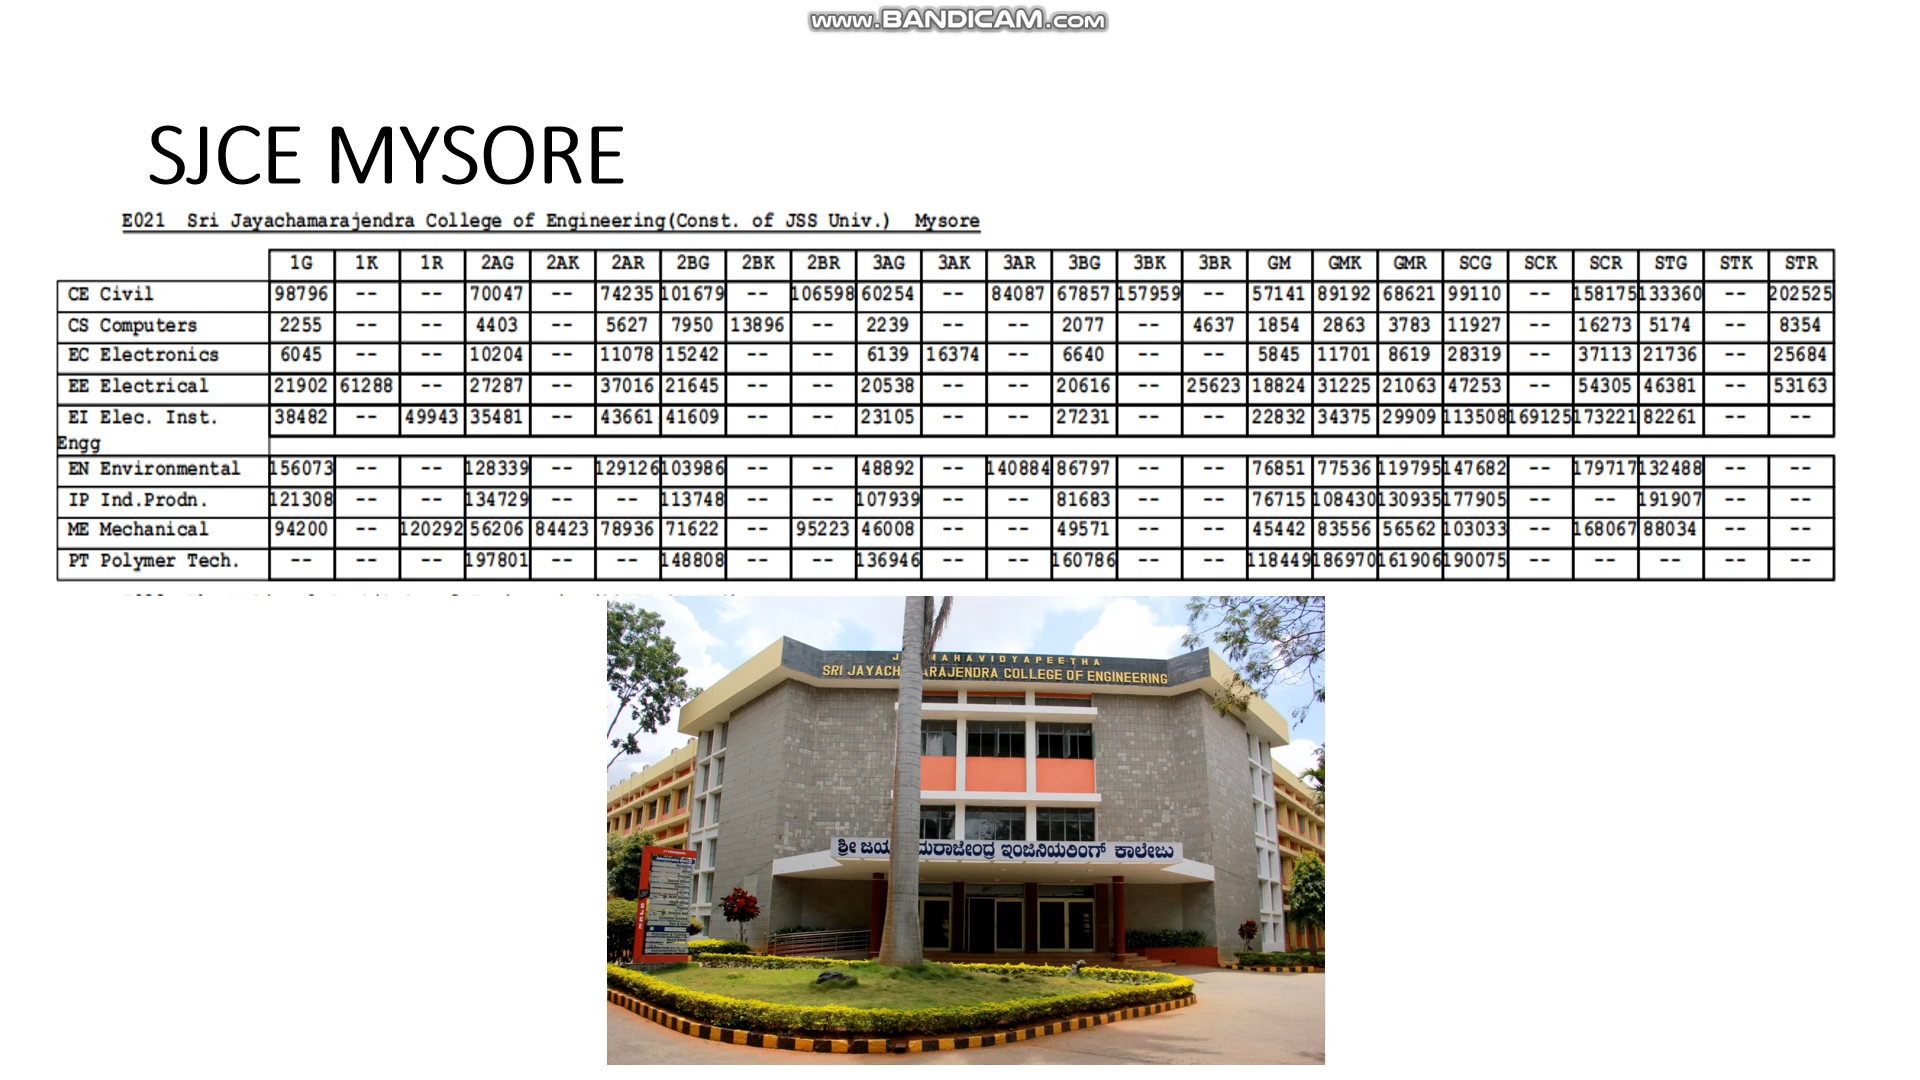 www.BANDICAM.com
SJCE MYSORE
E021 Sri Jayachamarajendra College of Engineering(Const. of JSS Univ.) Mysore
1G 1K 1R 2AG 2AK 2AR 2BG 2BK 2BR 3AG 3AK 3AR 3BG 3BK 3BR GM GMK GMR SCG SCK SCR STG STK STR
CE Civil 98796 -- -- 70047 -- 74235 101679 -- 106598 60254 -- 84087 67857 157959 -- 57141 89192 68621 99110 -- 158175 133360 -- 202525
CS Computers 2255 -- -- 4403 -- 5627 7950 13896 -- 2239 -- -- 2077 -- 4637 1854 2863 3783 11927 -- 16273 5174 -- 8354
EC Electronics 6045 -- -- 10204 -- 11078 15242 -- -- 6139 16374 -- 6640 -- -- 5845 11701 8619 28319 -- 37113 21736 -- 25684
EE Electrical 21902 61288 -- 27287 -- 37016 21645 -- -- 20538 -- -- 20616 -- 25623 18824 31225 21063 47253 -- 54305 46381 -- 53163
EI Elec. Inst. 38482 -- 49943 35481 -- 43661 41609 -- -- 23105 -- -- 27231 -- -- 22832 34375 29909 113508 169125 173221 82261 -- --
Engg
EN Environmental 156073 -- -- 128339 -- 129126 103986 -- -- 48892 -- 140884 86797 -- -- 76851 77536 119795 147682 -- 179717 132488 -- --
IP Ind.Prodn. 121308 -- -- 134729 -- -- 113748 -- -- 107939 -- -- 81683 -- -- 76715 108430 130935 177905 -- -- 191907 -- --
ME Mechanical 94200 -- 120292 56206 84423 78936 71622 -- 95223 46008 -- -- 49571 -- -- 45442 83556 56562 103033 -- 168067 88034 -- --
PT Polymer Tech. -- -- -- 197801 -- -- 148808 -- -- 136946 -- -- 160786 -- -- 118449 186970 161906 190075 -- -- -- -- --
MAHAVIDYAPEETHA
SRI JAYACH ARAJENDRA COLLEGE OF ENGINEERING
ಶ್ರೀ ಜಯ ಮರಾಜೇಂದ್ರ ಇಂಜಿನಿಯರಿಂಗ್ ಕಾಲೇಜು
SJCE